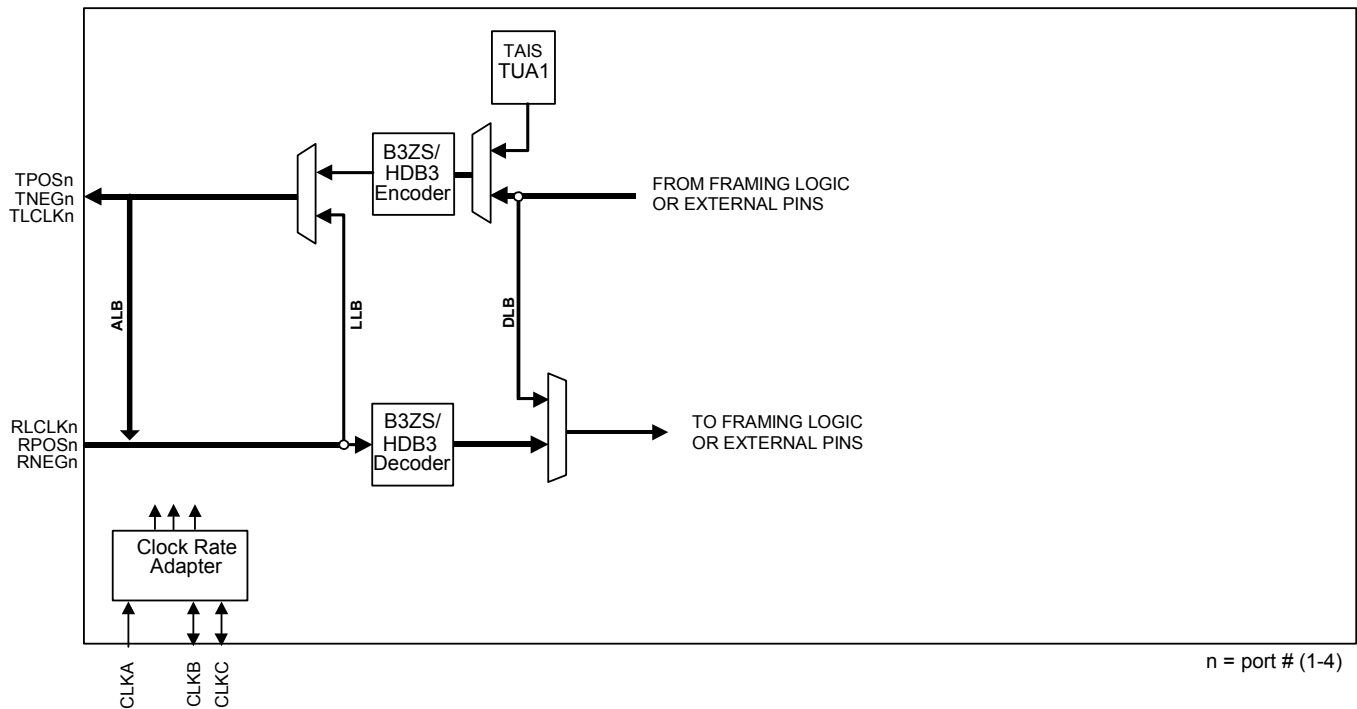 TAIS
TUA1
B3ZS/
HDB3
Encoder
TPOSn
TNEGn
TLCLKn
FROM FRAMING LOGIC
OR EXTERNAL PINS
ALB
LLB
DLB
RLCLKn
RPOSn
RNEGn
B3ZS/
HDB3
Decoder
TO FRAMING LOGIC
OR EXTERNAL PINS
Clock Rate
Adapter
CLKA
CLKB
CLKC
n = port # (1-4)